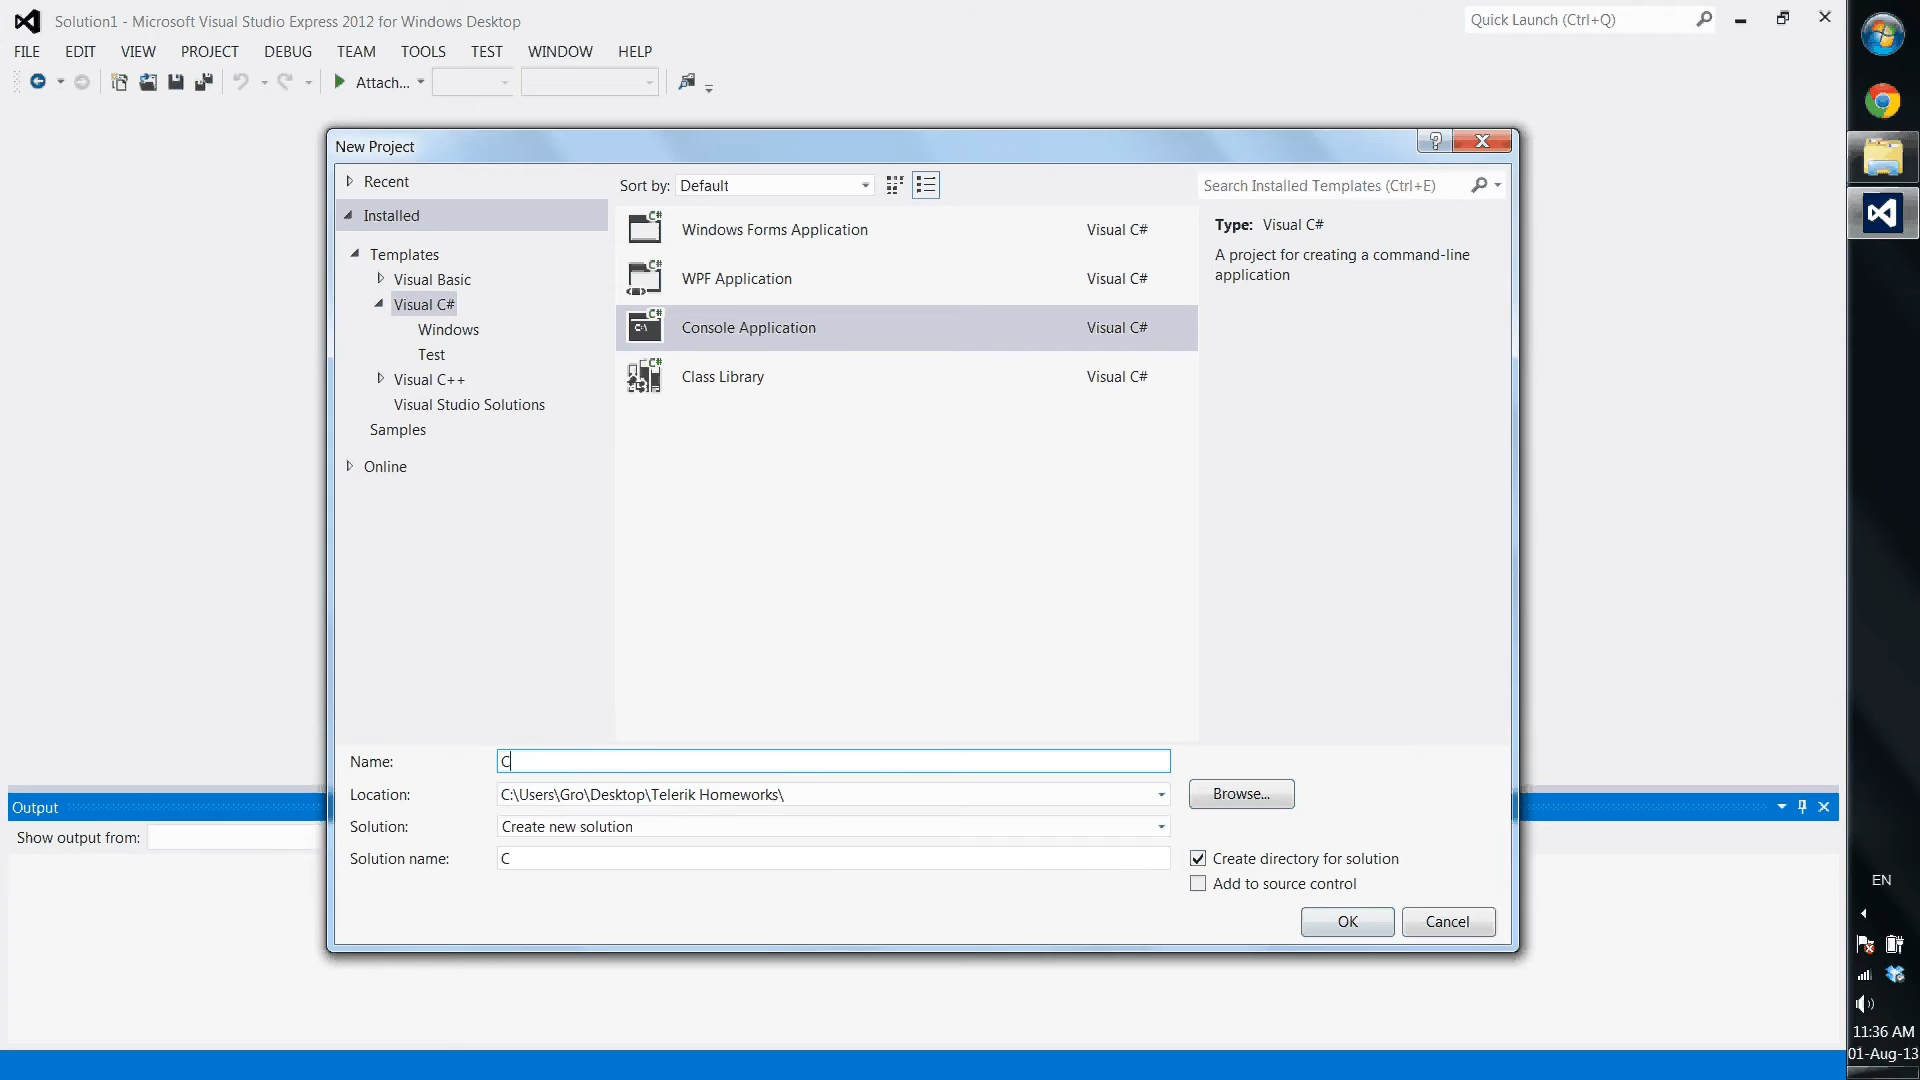 Solution1 - Microsoft Visual Studio Express 2012 for Windows Desktop
Quick Launch (Ctrl+Q)
FILE EDIT VIEW PROJECT DEBUG TEAM TOOLS TEST WINDOW HELP
Attach...
New Project
Recent
Installed
Templates
Visual Basic
Visual C#
Windows
Test
Visual C++
Visual Studio Solutions
Samples
Online
Sort by: Default
Windows Forms Application Visual C#
WPF Application Visual C#
Console Application Visual C#
Class Library Visual C#
Search Installed Templates (Ctrl+E)
Type: Visual C#
A project for creating a command-line
application
Name: C
Location: C:\Users\Gro\Desktop\Telerik Homeworks\
Browse...
Solution: Create new solution
Solution name: C
Create directory for solution
Add to source control
OK Cancel
Output
Show output from:
EN
11:36 AM
01-Aug-13